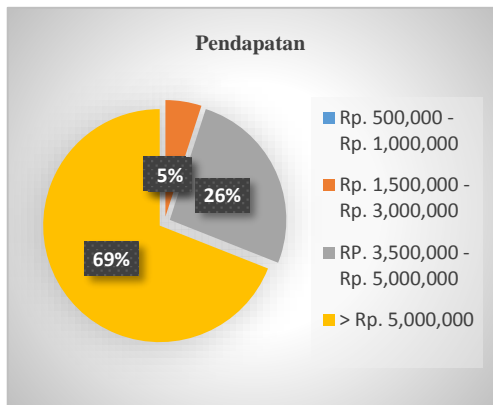 Pendapatan
5%
26%
69%
Rp. 500,000 -
Rp. 1,000,000
Rp. 1,500,000 -
Rp. 3,000,000
RP. 3,500,000 -
Rp. 5,000,000
> Rp. 5,000,000